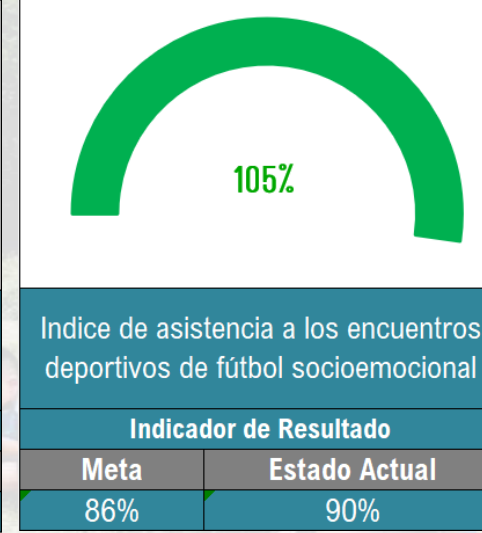 105%
Indice de asistencia a los encuentros
deportivos de fútbol socioemocional
Indicador de Resultado
Meta Estado Actual
86% 90%